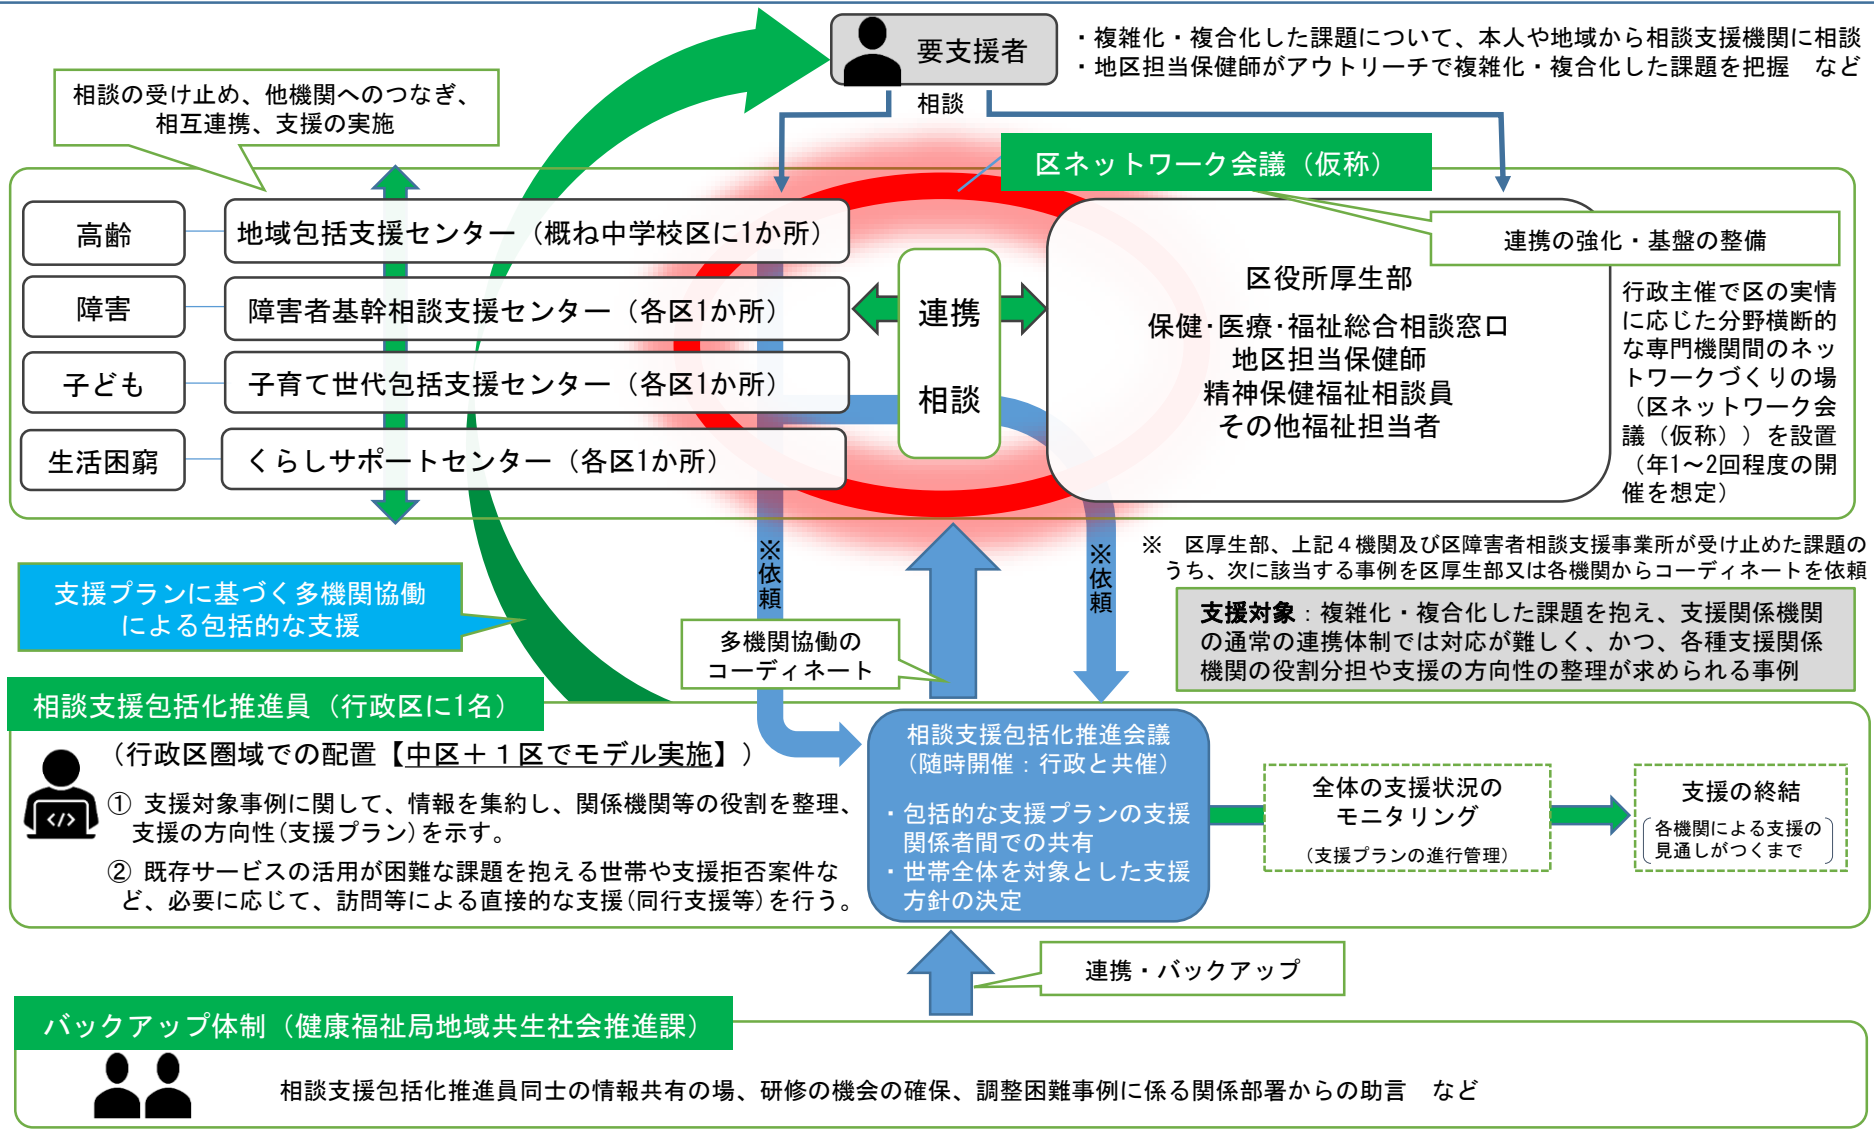 要支援者
・複雑化・複合化した課題について、本人や地域から相談支援機関に相談
・地区担当保健師がアウトリーチで複雑化・複合化した課題を把握　など
相談
相談の受け止め、他機関へのつなぎ、
相互連携、支援の実施
区ネットワーク会議（仮称）
連携の強化・基盤の整備
高齢
地域包括支援センター（概ね中学校区に1か所）
障害
障害者基幹相談支援センター（各区1か所）
子ども
子育て世代包括支援センター（各区1か所）
生活困窮
くらしサポートセンター（各区1か所）
連携
相談
区役所厚生部
保健･医療･福祉総合相談窓口
地区担当保健師
精神保健福祉相談員
その他福祉担当者
行政主催で区の実情
に応じた分野横断的
な専門機関間のネッ
トワークづくりの場
（区ネットワーク会
議（仮称））を設置
（年1～2回程度の開
催を想定）
※依頼
※依頼
※　区厚生部、上記４機関及び区障害者相談支援事業所が受け止めた課題の
うち、次に該当する事例を区厚生部又は各機関からコーディネートを依頼
支援対象：複雑化・複合化した課題を抱え、支援関係機関
の通常の連携体制では対応が難しく、かつ、各種支援関係
機関の役割分担や支援の方向性の整理が求められる事例
支援プランに基づく多機関協働
による包括的な支援
多機関協働の
コーディネート
相談支援包括化推進員（行政区に1名）
（行政区圏域での配置【中区＋１区でモデル実施】）
① 支援対象事例に関して、情報を集約し、関係機関等の役割を整理、
支援の方向性(支援プラン)を示す。
② 既存サービスの活用が困難な課題を抱える世帯や支援拒否案件な
ど、必要に応じて、訪問等による直接的な支援(同行支援等)を行う。
相談支援包括化推進会議
（随時開催：行政と共催）
・包括的な支援プランの支援
関係者間での共有
・世帯全体を対象とした支援
方針の決定
全体の支援状況の
モニタリング
（支援プランの進行管理）
支援の終結
各機関による支援の
見通しがつくまで
連携・バックアップ
バックアップ体制（健康福祉局地域共生社会推進課）
相談支援包括化推進員同士の情報共有の場、研修の機会の確保、調整困難事例に係る関係部署からの助言　など